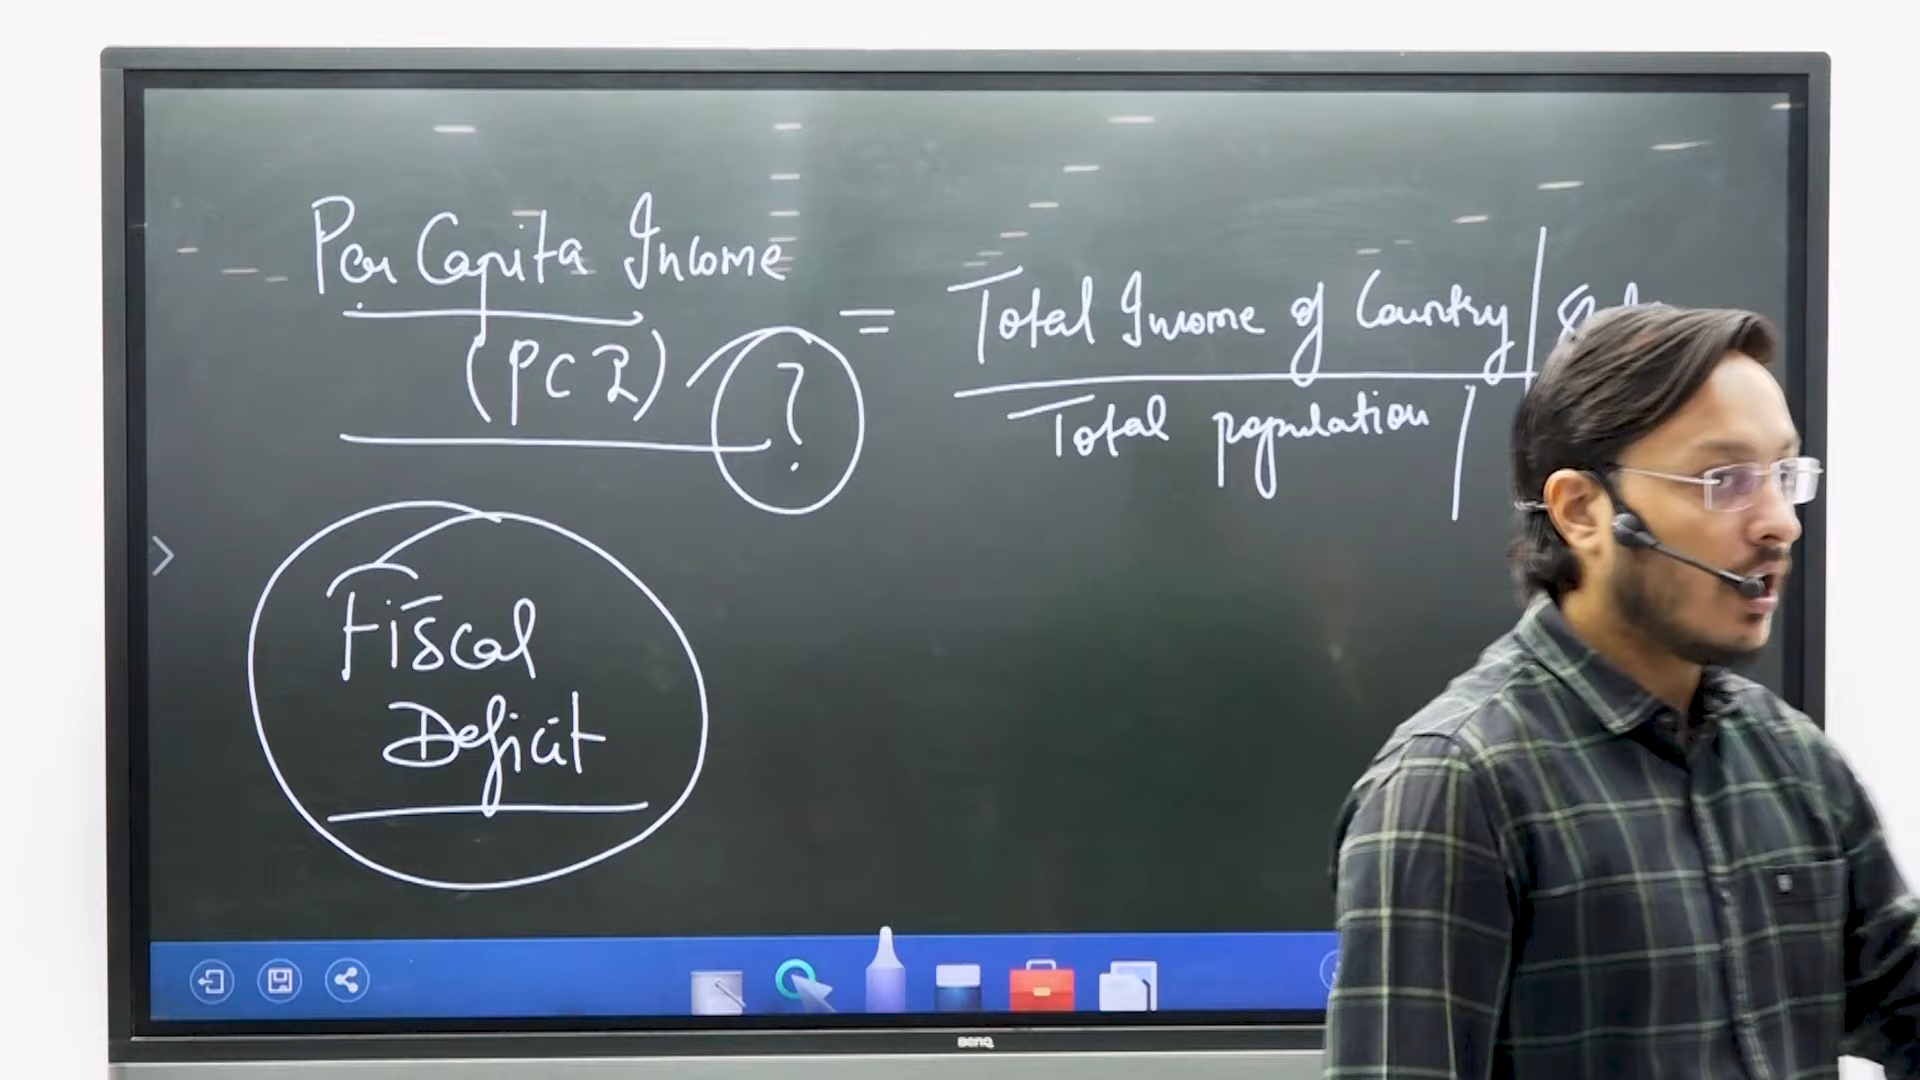 Per Capita Income
(PCI)
?
=
Total Income of Country /
Total population /
Fiscal
Deficit
BenQ